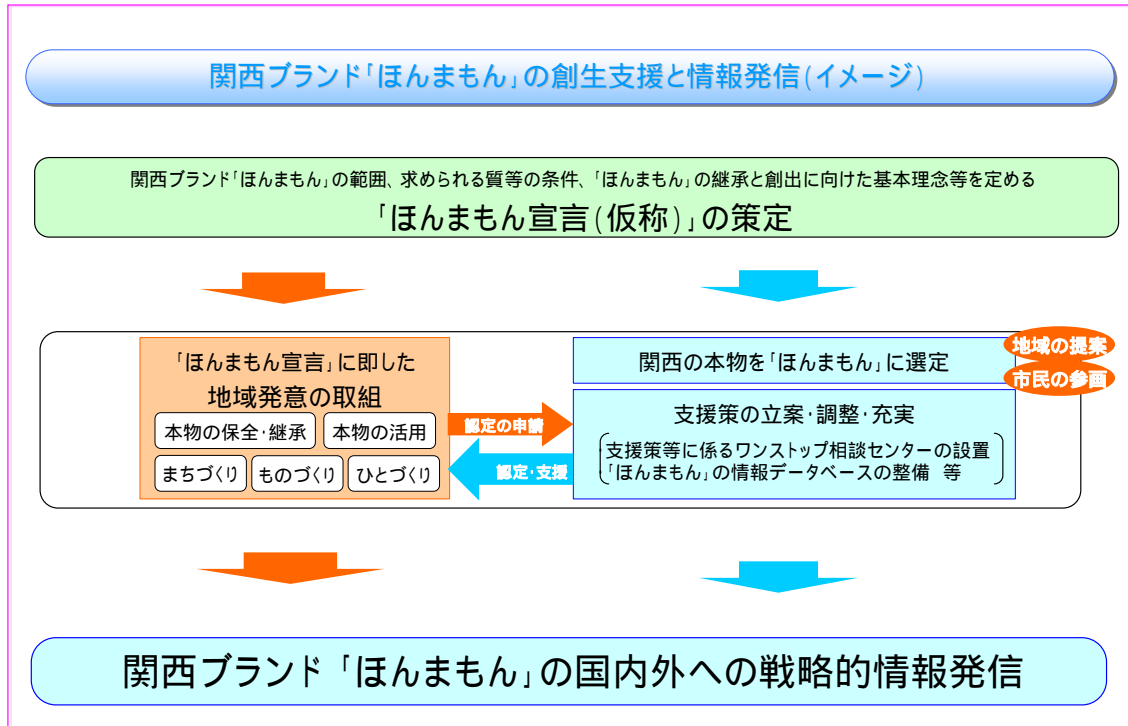 関西ブランド「ほんまもん」の創生支援と情報発信(イメージ)
関西ブランド「ほんまもん」の範囲、求められる質等の条件、「ほんまもん」の継承と創出に向けた基本理念等を定める
「ほんまもん宣言(仮称)」の策定
「ほんまもん宣言」に即した
地域発意の取組
本物の保全・継承
本物の活用
まちづくり
ものづくり
ひとづくり
認定の申請
認定・支援
関西の本物を「ほんまもん」に選定
地域の提案
市民の参画
支援策の立案・調整・充実
支援策等に係るワンストップ相談センターの設置
「ほんまもん」の情報データベースの整備 等
関西ブランド「ほんまもん」の国内外への戦略的情報発信